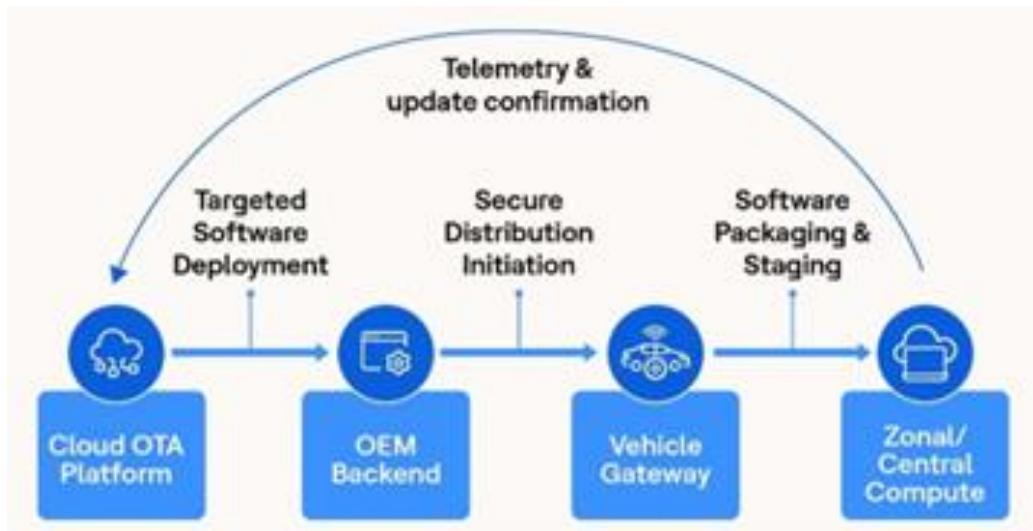 Telemetry &
update confirmation
Targeted
Software
Deployment
Secure
Distribution
Initiation
Software
Packaging &
Staging
Cloud OTA
Platform
OEM
Backend
Vehicle
Gateway
Zonal/
Central
Compute